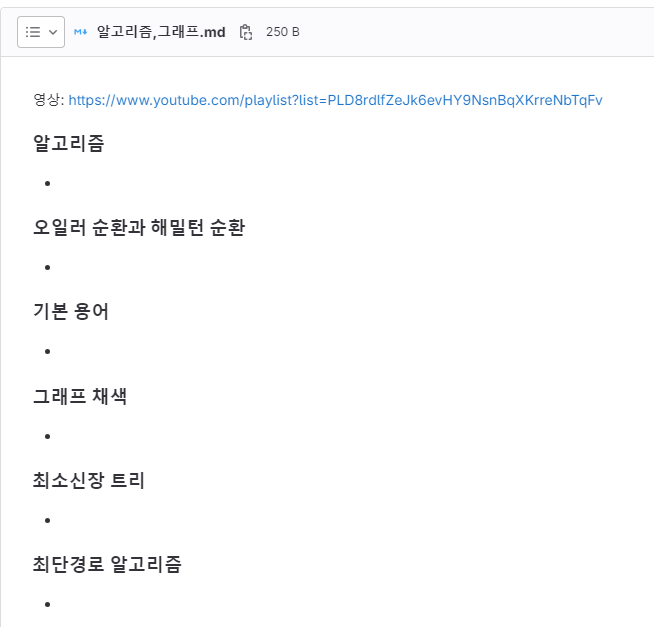 알고리즘,그래프.md 250 B
영상: https://www.youtube.com/playlist?list=PLD8rdlfZeJk6evHY9NsnBqXKrreNbTqFv
알고리즘
오일러 순환과 해밀턴 순환
기본 용어
그래프 채색
최소신장 트리
최단경로 알고리즘